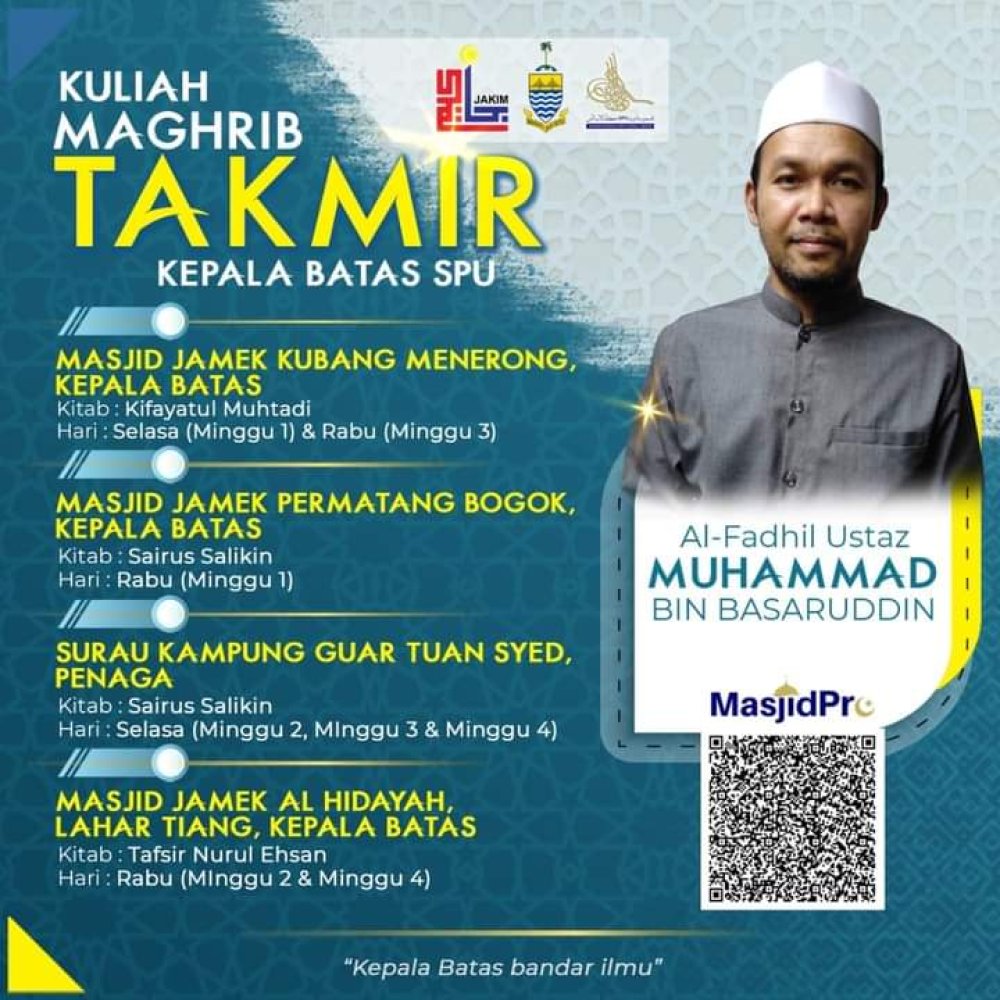 KULIAH
MAGHRIB
TAKMIR
KEPALA BATAS SPU
JAKIM
MASJID JAMEK KUBANG MENERONG,
KEPALA BATAS
Kitab : Kifayatul Muhtadi
Hari : Selasa (Minggu 1) & Rabu (Minggu 3)
MASJID JAMEK PERMATANG BOGOK,
KEPALA BATAS
Kitab : Sairus Salikin
Hari : Rabu (Minggu 1)
SURAU KAMPUNG GUAR TUAN SYED,
PENAGA
Kitab : Sairus Salikin
Hari : Selasa (Minggu 2, MInggu 3 & Minggu 4)
MASJID JAMEK AL HIDAYAH,
LAHAR TIANG, KEPALA BATAS
Kitab : Tafsir Nurul Ehsan
Hari : Rabu (MInggu 2 & Minggu 4)
Al-Fadhil Ustaz
MUHAMMAD
BIN BASARUDDIN
MasjidPro
“Kepala Batas bandar ilmu”